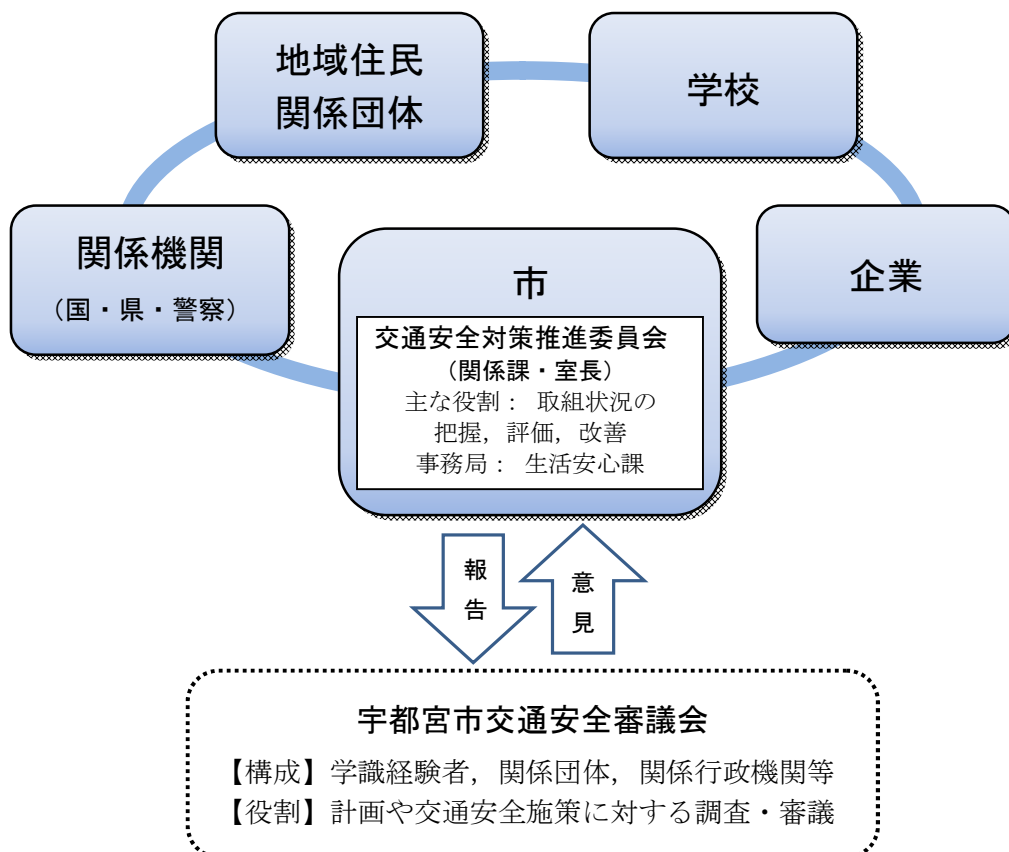 地域住民
関係団体
学校
関係機関
（国・県・警察）
市
企業
交通安全対策推進委員会
（関係課・室長）
主な役割： 取組状況の
把握，評価，改善
事務局： 生活安心課
報告
意見
宇都宮市交通安全審議会
【構成】学識経験者，関係団体，関係行政機関等
【役割】計画や交通安全施策に対する調査・審議